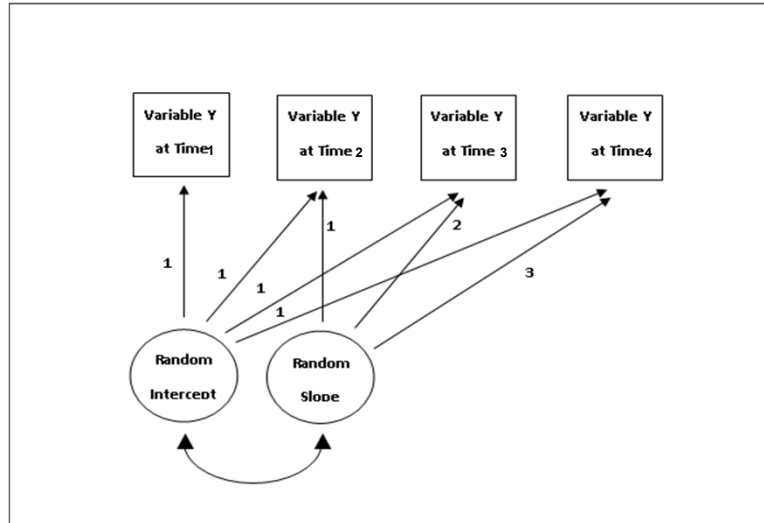 Variable Y
at Time1
Variable Y
at Time 2
Variable Y
at Time 3
Variable Y
at Time4
1
1
1
1
1
2
3
Random
Intercept
Random
Slope